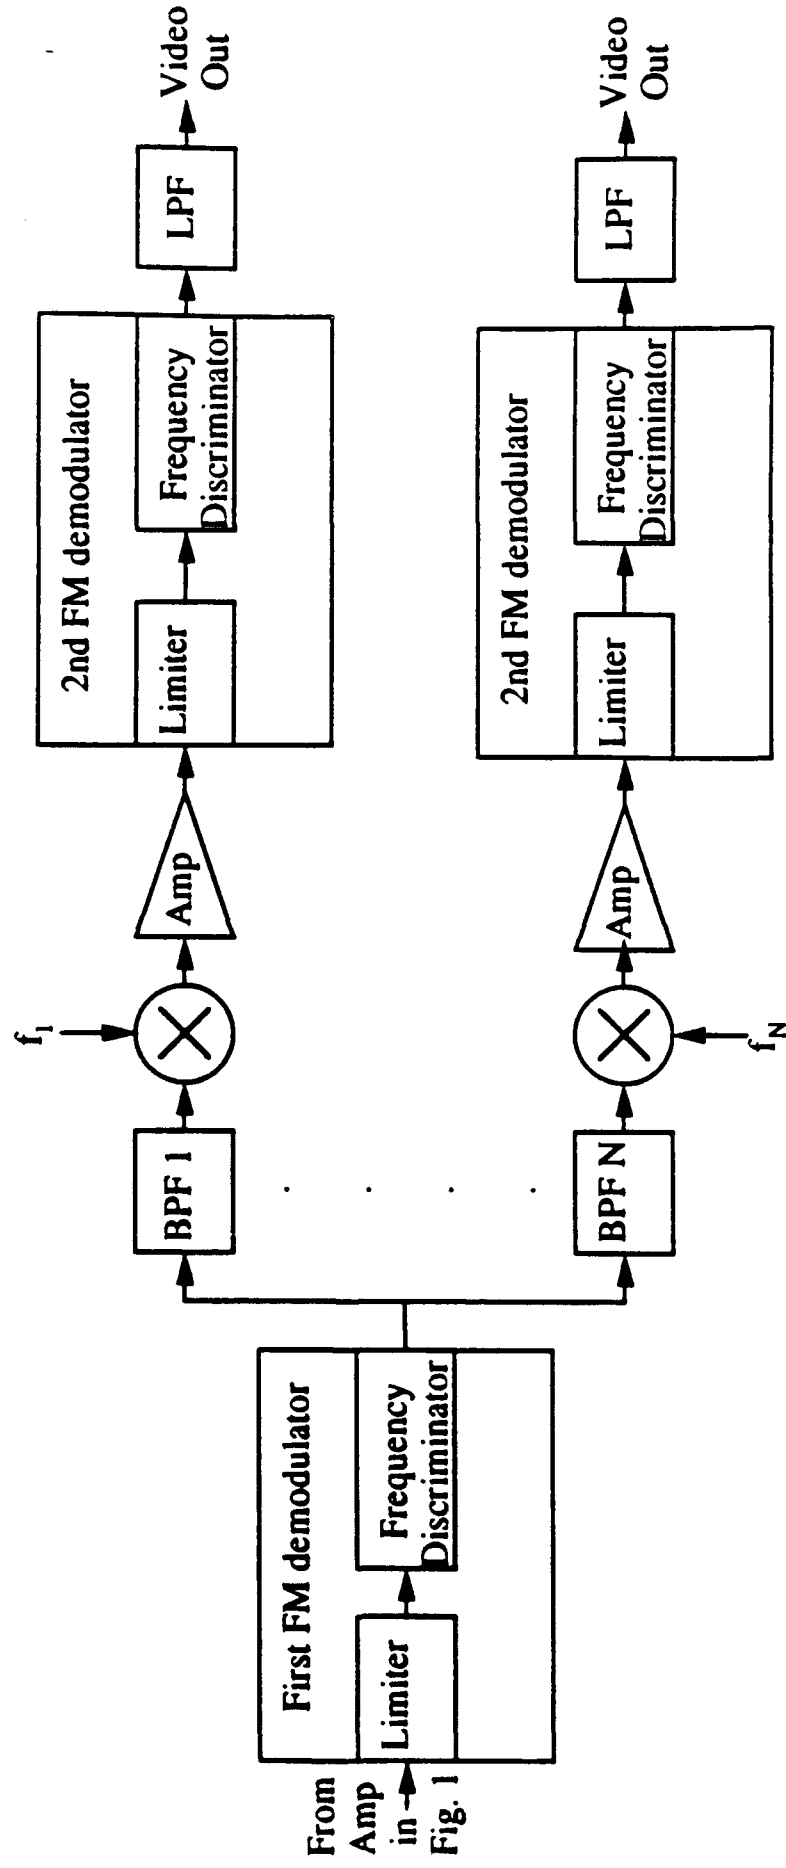 From
Amp
in
Fig. 1
First FM demodulator
Limiter
Frequency
Discriminator
BPF 1
f1
Amp
2nd FM demodulator
Limiter
Frequency
Discriminator
LPF
Video
Out
BPF N
fN
Amp
2nd FM demodulator
Limiter
Frequency
Discriminator
LPF
Video
Out